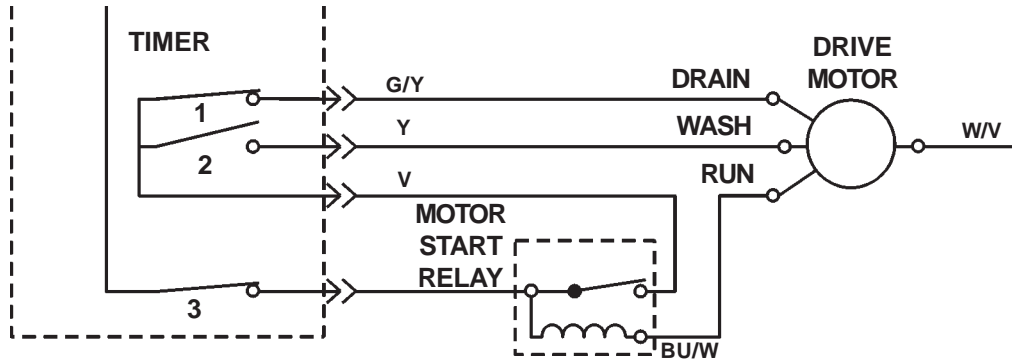 TIMER
DRIVE
MOTOR
G/Y
DRAIN
1
Y
WASH
W/V
2
V
RUN
MOTOR
START
RELAY
3
BU/W